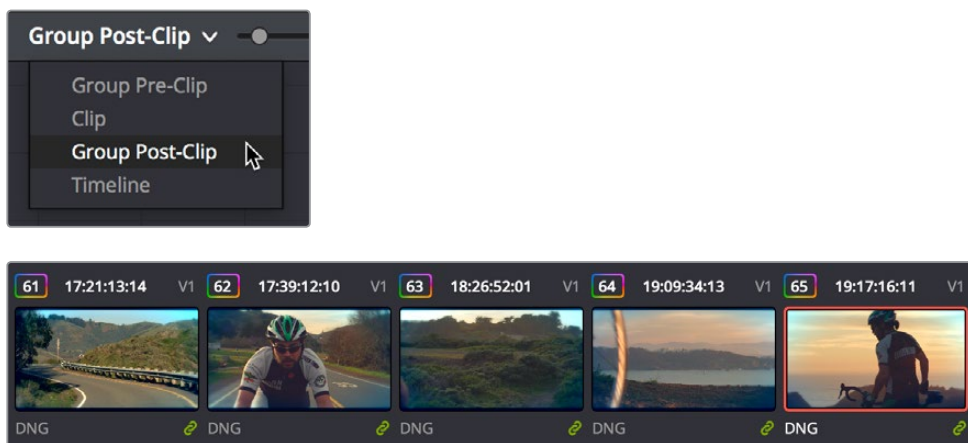 Group Post-Clip
Group Pre-Clip
Clip
Group Post-Clip
Timeline
61 17:21:13:14 V1 62 17:39:12:10 V1 63 18:26:52:01 V1 64 19:09:34:13 V1 65 19:17:16:11 V1
DNG DNG DNG DNG DNG